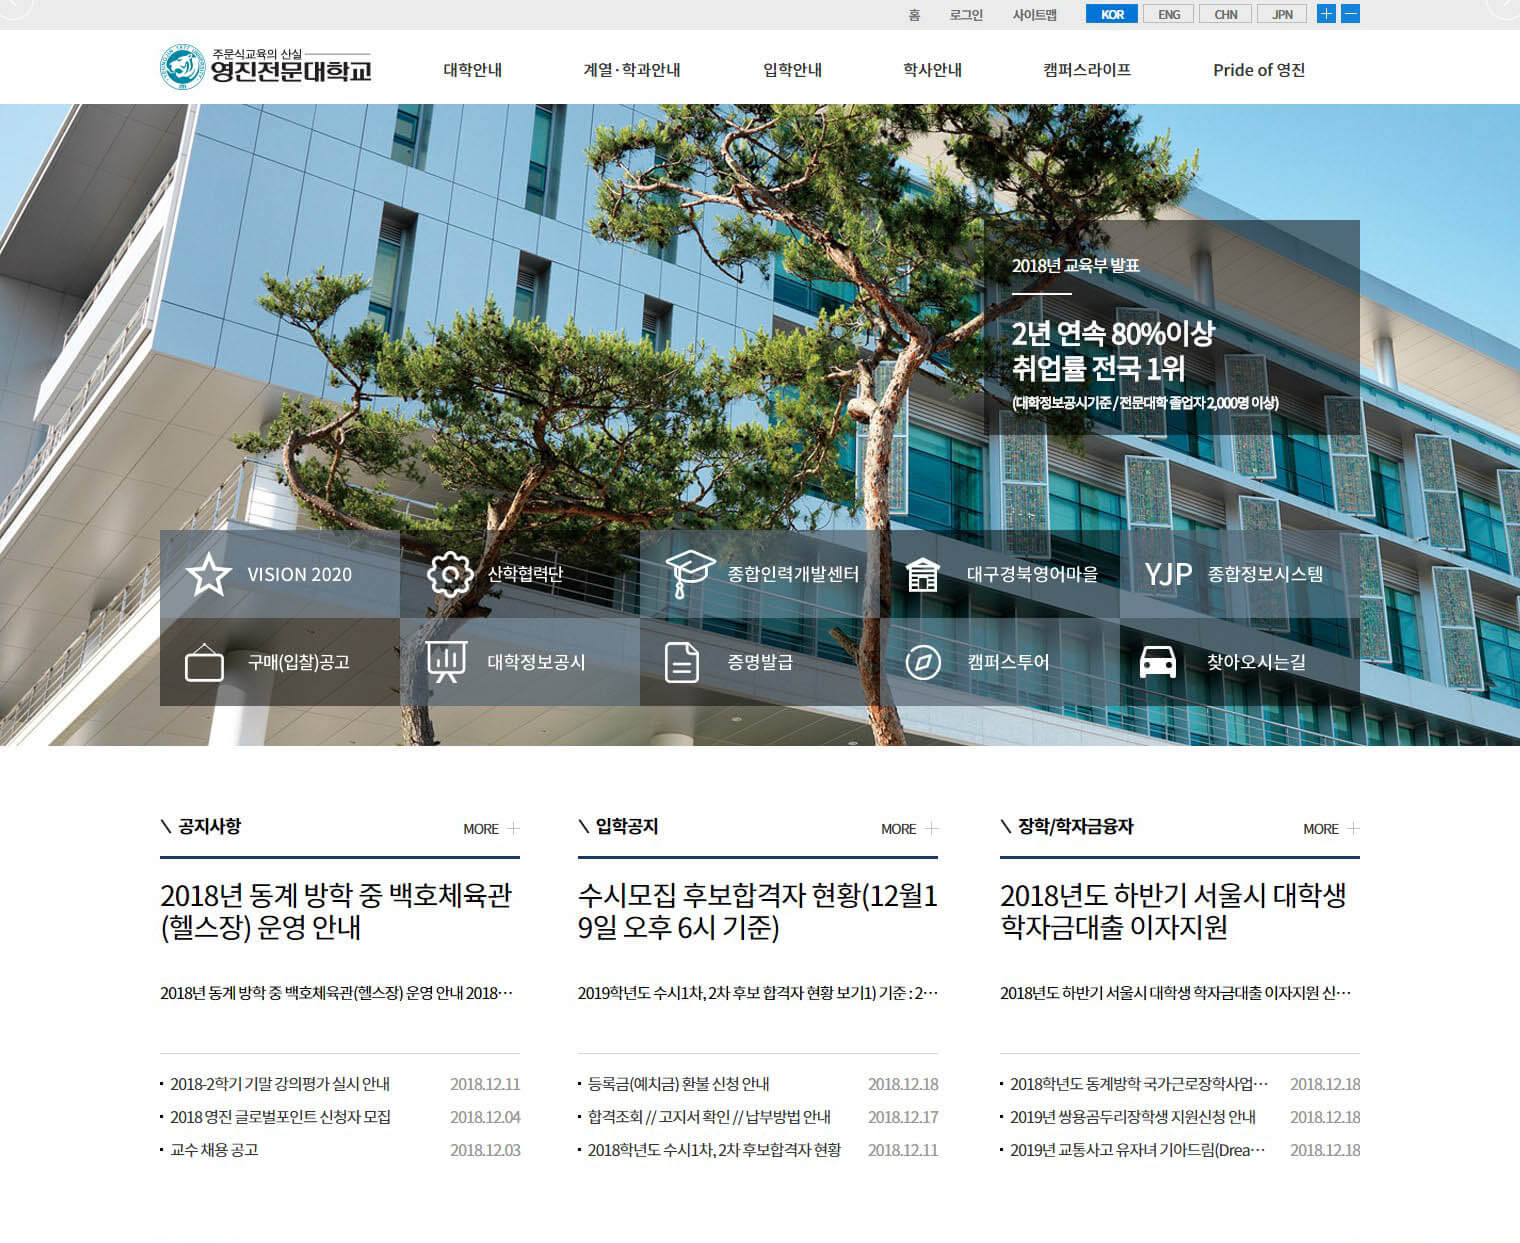 홈
로그인
사이트맵
KOR
ENG
CHN
JPN
주문식교육의 산실
영진전문대학교
대학안내
계열·학과안내
입학안내
학사안내
캠퍼스라이프
Pride of 영진
2018년 교육부 발표
2년 연속 80%이상
취업률 전국 1위
(대학정보공시기준 / 전문대학 졸업자 2,000명 이상)
VISION 2020
산학협력단
종합인력개발센터
대구경북영어마을
YJP 종합정보시스템
구매(입찰)공고
대학정보공시
증명발급
캠퍼스투어
찾아오시는길
공지사항
MORE
2018년 동계 방학 중 백호체육관
(헬스장) 운영 안내
2018년 동계 방학 중 백호체육관(헬스장) 운영 안내 2018…
2018-2학기 기말 강의평가 실시 안내 2018.12.11
2018 영진 글로벌포인트 신청자 모집 2018.12.04
교수 채용 공고 2018.12.03
입학공지
MORE
수시모집 후보합격자 현황(12월1
9일 오후 6시 기준)
2019학년도 수시1차, 2차 후보 합격자 현황 보기1) 기준 : 2…
등록금(예치금) 환불 신청 안내 2018.12.18
합격조회 // 고지서 확인 // 납부방법 안내 2018.12.17
2018학년도 수시1차, 2차 후보합격자 현황 2018.12.11
장학/학자금융자
MORE
2018년도 하반기 서울시 대학생
학자금대출 이자지원
2018년도 하반기 서울시 대학생 학자금대출 이자지원 신…
2018학년도 동계방학 국가근로장학사업… 2018.12.18
2019년 쌍용곰두리장학생 지원신청 안내 2018.12.18
2019년 교통사고 유자녀 기아드림(Drea… 2018.12.18